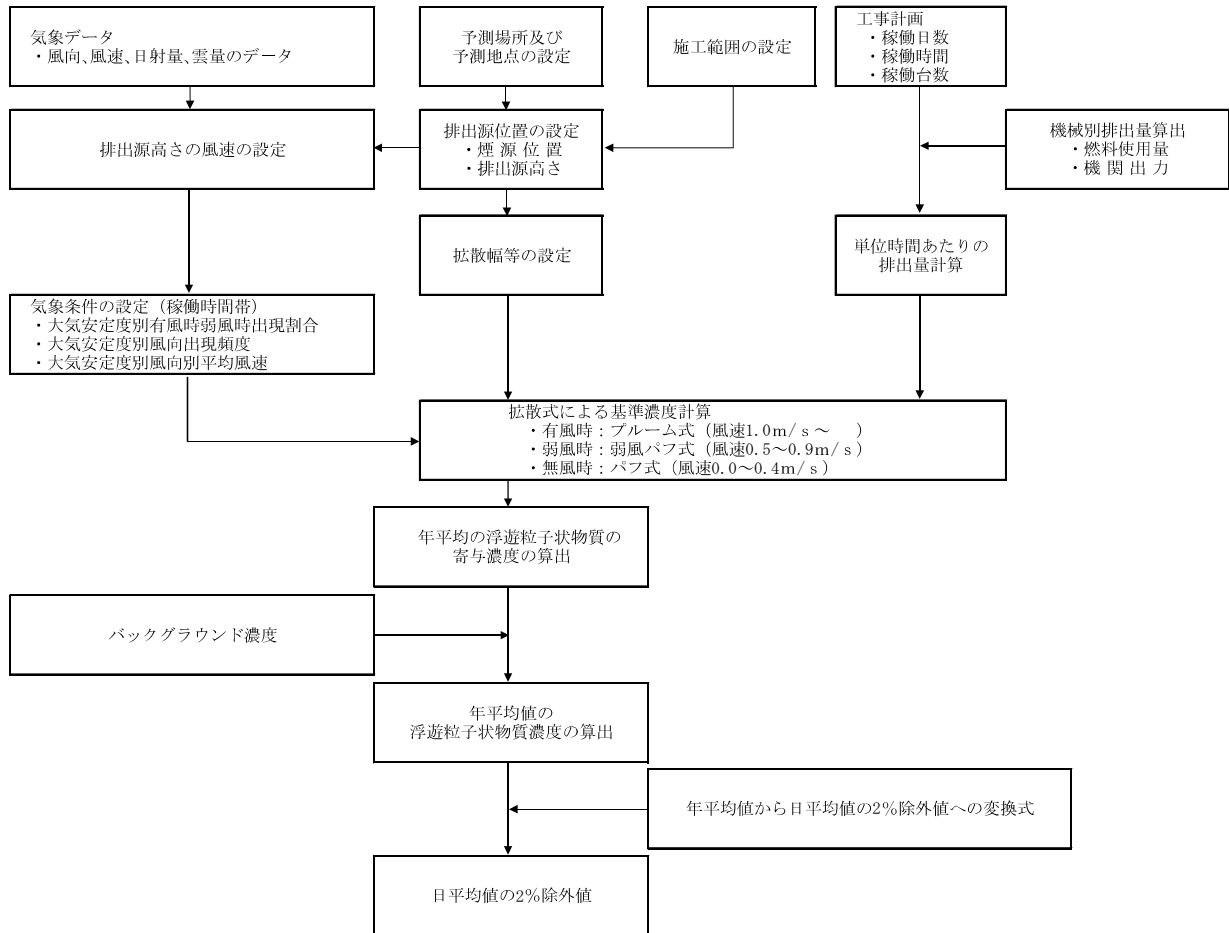 気象データ
・風向、風速、日射量、雲量のデータ
予測場所及び
予測地点の設定
施工範囲の設定
工事計画
・稼働日数
・稼働時間
・稼働台数
排出源高さの風速の設定
排出源位置の設定
・煙 源 位 置
・排出源高さ
機械別排出量算出
・燃料使用量
・機 関 出 力
拡散幅等の設定
単位時間あたりの
排出量計算
気象条件の設定（稼働時間帯）
・大気安定度別有風時弱風時出現割合
・大気安定度別風向出現頻度
・大気安定度別風向別平均風速
拡散式による基準濃度計算
・有風時：プルーム式（風速1.0m/ｓ～　）
・弱風時：弱風パフ式（風速0.5～0.9m/ｓ）
・無風時：パフ式（風速0.0～0.4m/ｓ）
年平均の浮遊粒子状物質の
寄与濃度の算出
バックグラウンド濃度
年平均値の
浮遊粒子状物質濃度の算出
年平均値から日平均値の2%除外値への変換式
日平均値の2%除外値